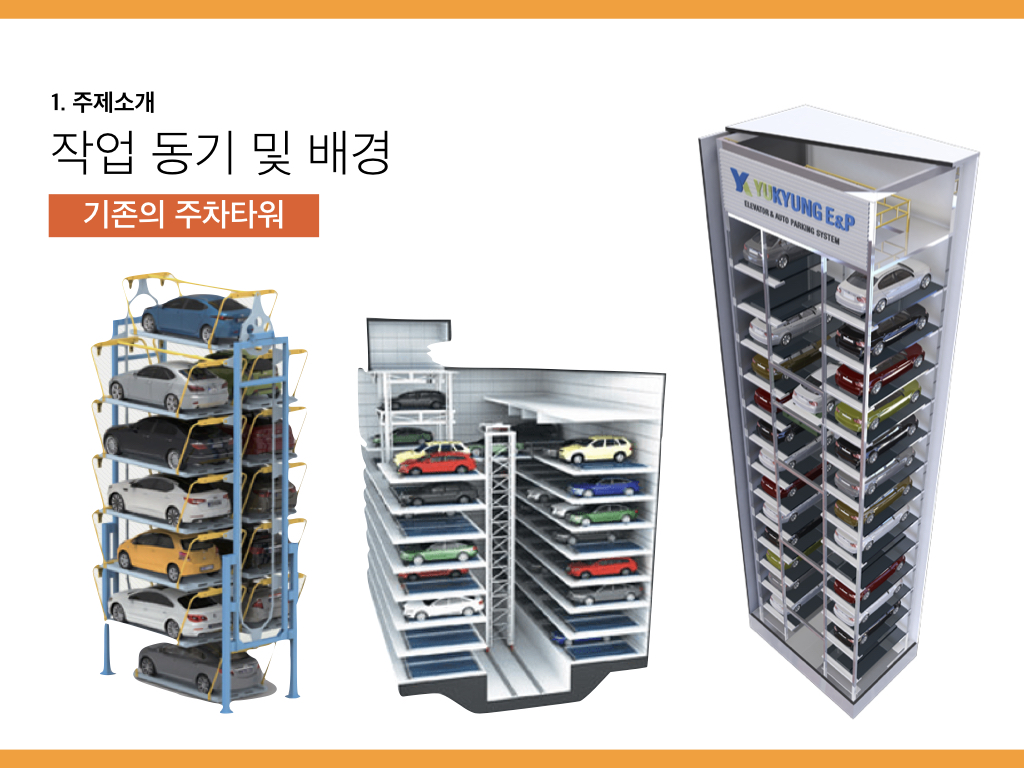 1. 주제소개
작업 동기 및 배경
기존의 주차타워
YUKYUNG E&P
ELEVATOR & AUTO PARKING SYSTEM